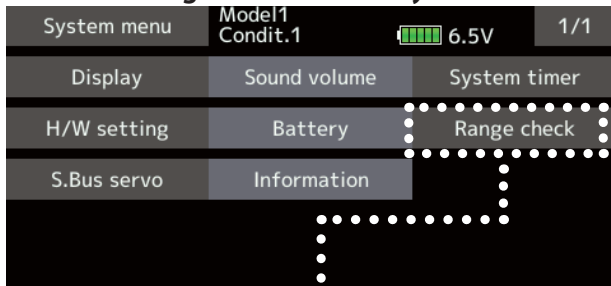 System menu
Model1
Condit.1
6.5V
1/1
Display
Sound volume
System timer
H/W setting
Battery
Range check
S.Bus servo
Information